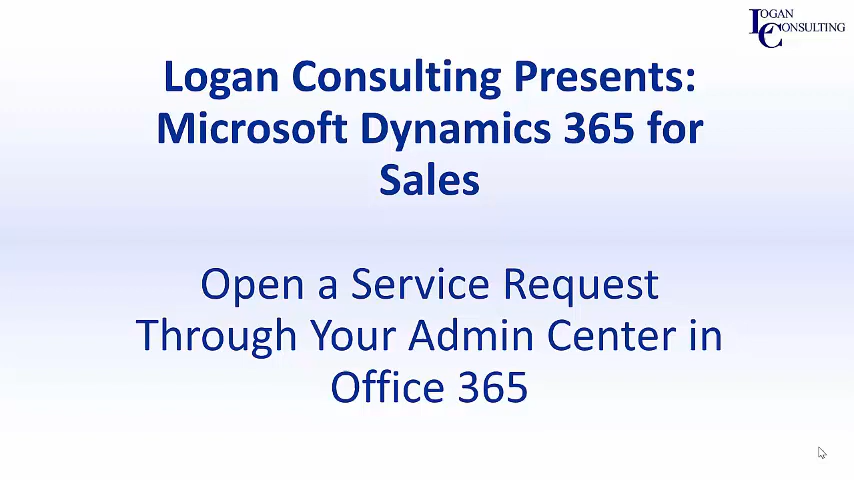 LOGAN
CONSULTING
Logan Consulting Presents:
Microsoft Dynamics 365 for
Sales
Open a Service Request
Through Your Admin Center in
Office 365